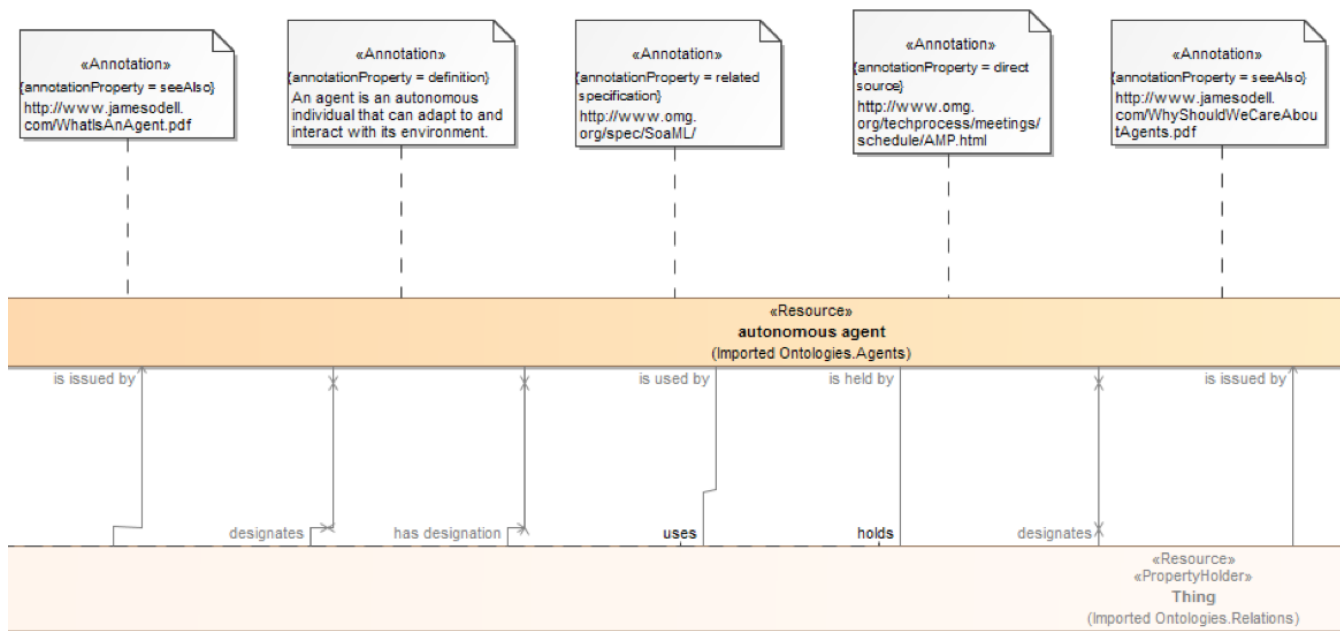 «Annotation»
{annotationProperty = seeAlso}
http://www.jamesodell.
com/WhatIsAnAgent.pdf
«Annotation»
{annotationProperty = definition}
An agent is an autonomous
individual that can adapt to and
interact with its environment.
«Annotation»
{annotationProperty = related
specification}
http://www.omg.
org/spec/SoaML/
«Annotation»
{annotationProperty = direct
source}
http://www.omg.
org/techprocess/meetings/
schedule/AMP.html
«Annotation»
{annotationProperty = seeAlso}
http://www.jamesodell.
com/WhyShouldWeCareAbou
tAgents.pdf
«Resource»
autonomous agent
(Imported Ontologies.Agents)
is issued by
is used by
is held by
is issued by
designates
has designation
uses
holds
designates
«Resource»
«PropertyHolder»
Thing
(Imported Ontologies.Relations)